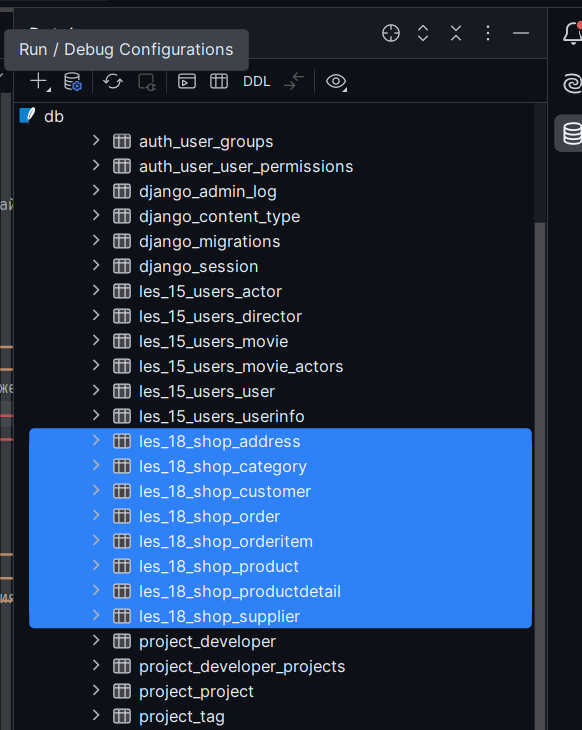 Run / Debug Configurations
DDL
db
auth_user_groups
auth_user_user_permissions
django_admin_log
django_content_type
django_migrations
django_session
les_15_users_actor
les_15_users_director
les_15_users_movie
les_15_users_movie_actors
les_15_users_user
les_15_users_userinfo
les_18_shop_address
les_18_shop_category
les_18_shop_customer
les_18_shop_order
les_18_shop_orderitem
les_18_shop_product
les_18_shop_productdetail
les_18_shop_supplier
project_developer
project_developer_projects
project_project
project_tag